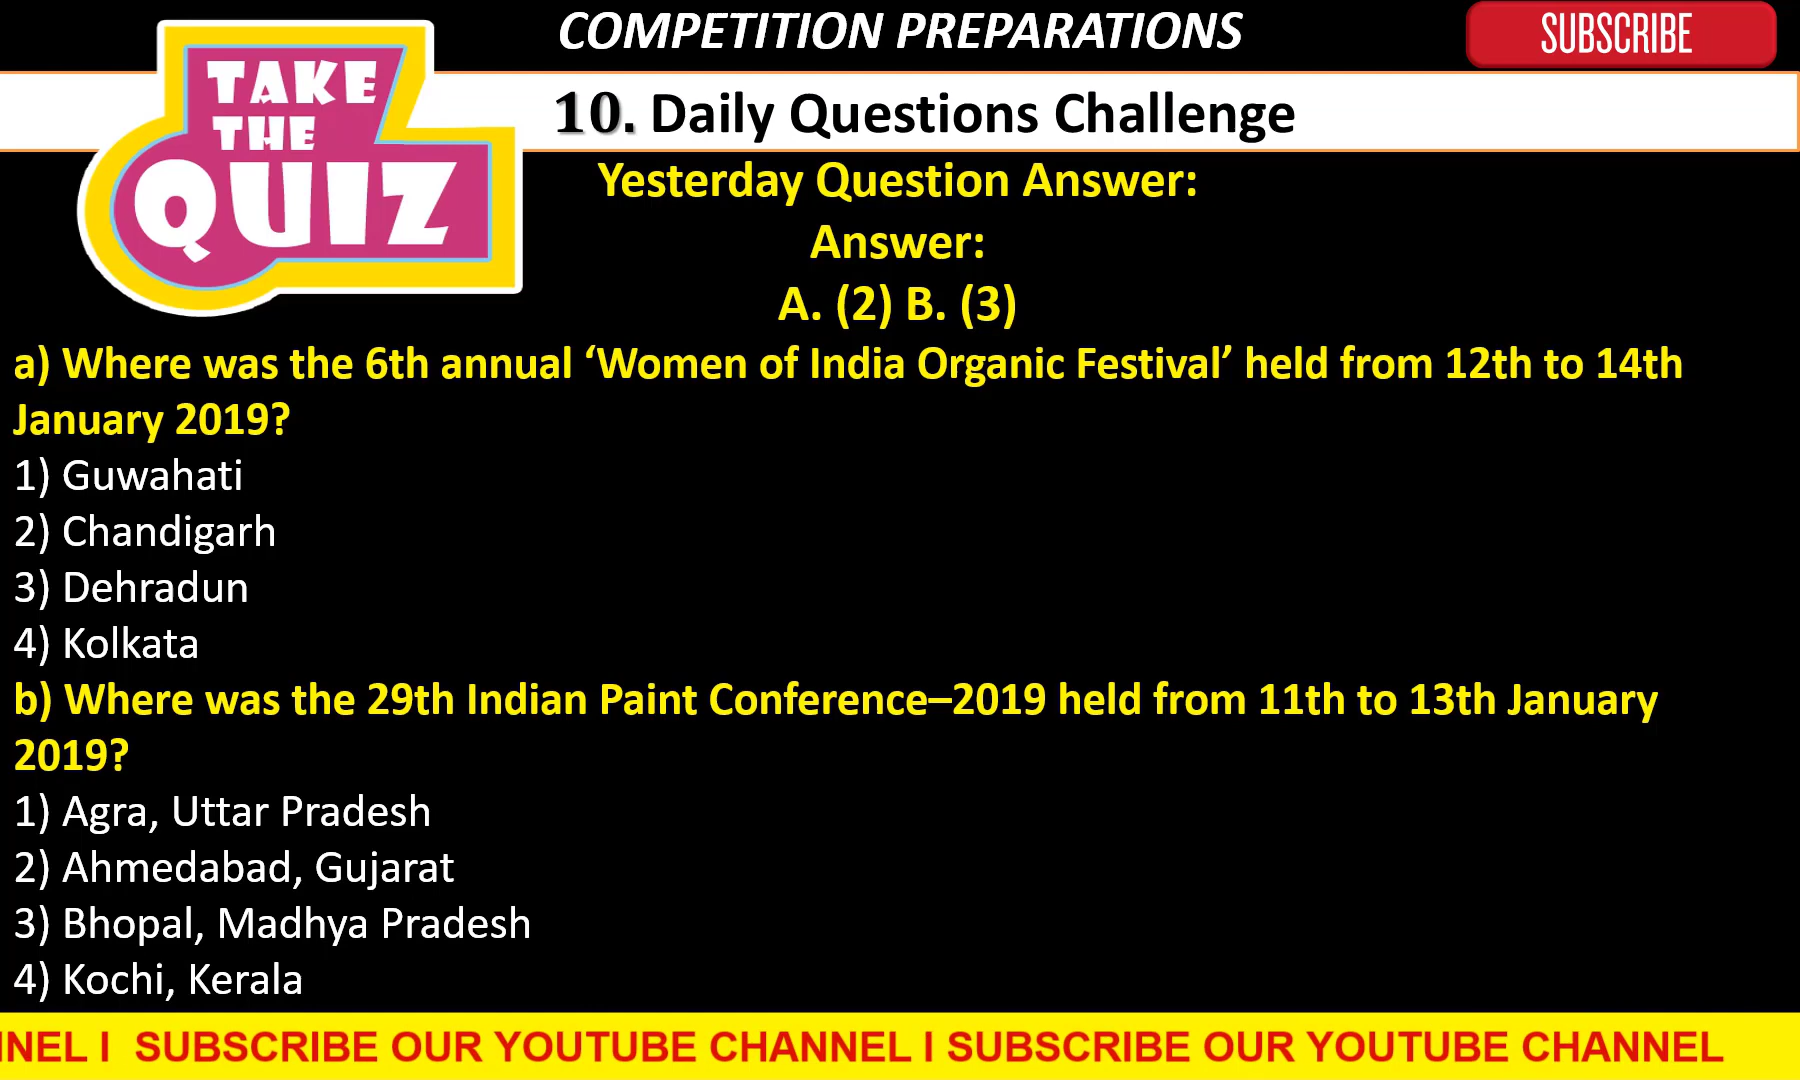 COMPETITION PREPARATIONS
SUBSCRIBE
TAKE
THE
QUIZ
10. Daily Questions Challenge
Yesterday Question Answer:
Answer:
A. (2) B. (3)
a) Where was the 6th annual ‘Women of India Organic Festival’ held from 12th to 14th
January 2019?
1) Guwahati
2) Chandigarh
3) Dehradun
4) Kolkata
b) Where was the 29th Indian Paint Conference–2019 held from 11th to 13th January
2019?
1) Agra, Uttar Pradesh
2) Ahmedabad, Gujarat
3) Bhopal, Madhya Pradesh
4) Kochi, Kerala
NNEL I SUBSCRIBE OUR YOUTUBE CHANNEL I SUBSCRIBE OUR YOUTUBE CHANNEL